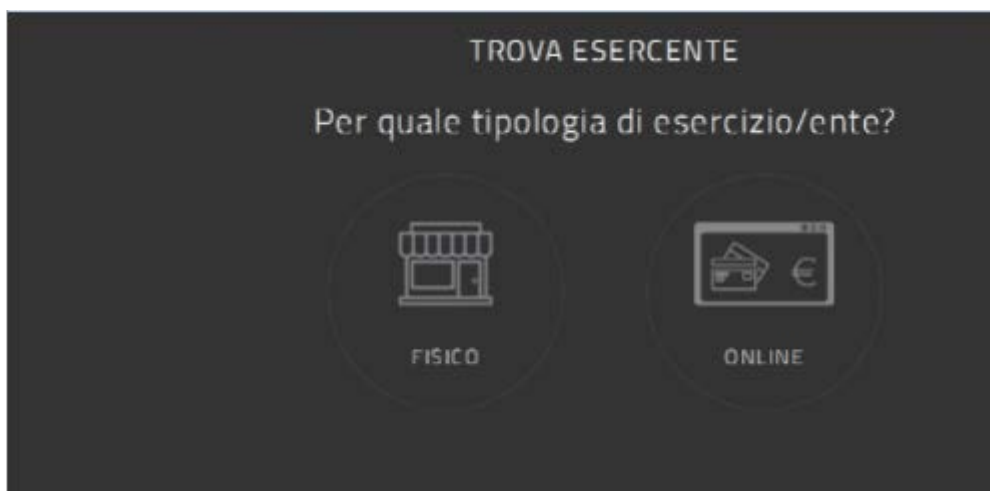 TROVA ESERCENTE
Per quale tipologia di esercizio/ente?
€
FISICO
ONLINE